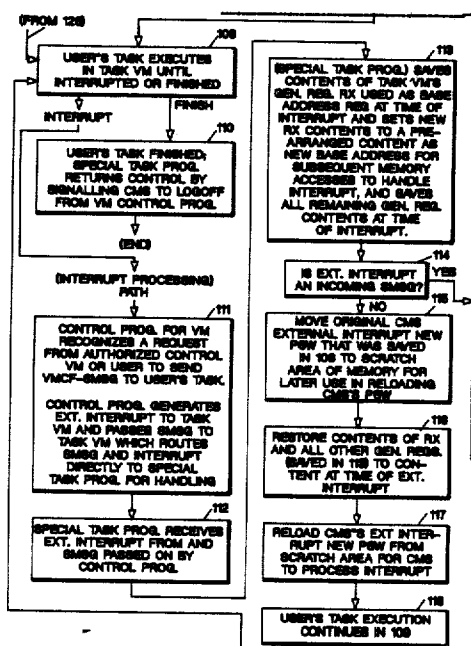 (FROM 126)
109
USER'S TASK EXECUTES
IN TASK VM UNTIL
INTERRUPTED OR FINISHED
INTERRUPT
FINISH
110
USER'S TASK FINISHED;
SPECIAL TASK PROG.
RETURNS CONTROL BY
SIGNALLING CMS TO LOGOFF
FROM VM CONTROL PROG.
(END)
(INTERRUPT PROCESSING)
PATH
111
CONTROL PROG. FOR VM
RECOGNIZES A REQUEST
FROM AUTHORIZED CONTROL
VM OR USER TO SEND
VMCF-SMSG TO USER'S TASK.
CONTROL PROG. GENERATES
EXT. INTERRUPT TO TASK
VM AND PASSES SMSG TO
TASK VM WHICH ROUTES
SMSG AND INTERRUPT
DIRECTLY TO SPECIAL
TASK PROG. FOR HANDLING
112
SPECIAL TASK PROG. RECEIVES
EXT. INTERRUPT FROM AND
SMSG PASSED ON BY
CONTROL PROG.
113
(SPECIAL TASK PROG.) SAVES
CONTENTS OF TASK VM'S
GEN. REG. RX USED AS BASE
ADDRESS REG AT TIME OF
INTERRUPT AND SETS NEW
RX CONTENTS TO A PRE-
ARRANGED CONTENT AS
NEW BASE ADDRESS FOR
SUBSEQUENT MEMORY
ACCESSES TO HANDLE
INTERRUPT, AND SAVES
ALL REMAINING GEN. REG.
CONTENTS AT TIME
OF INTERRUPT.
114
IS EXT. INTERRUPT
AN INCOMING SMSG?
YES
NO
115
MOVE ORIGINAL CMS
EXTERNAL INTERRUPT NEW
PSW THAT WAS SAVED
IN 108 TO SCRATCH
AREA OF MEMORY FOR
LATER USE IN RELOADING
CMS'S PSW
116
RESTORE CONTENTS OF RX
AND ALL OTHER GEN. REGS.
(SAVED IN 113) TO CON-
TENT AT TIME OF EXT.
INTERRUPT
117
RELOAD CMS'S EXT INTER-
RUPT NEW PSW FROM
SCRATCH AREA FOR CMS
TO PROCESS INTERRUPT
118
USER'S TASK EXECUTION
CONTINUES IN 109